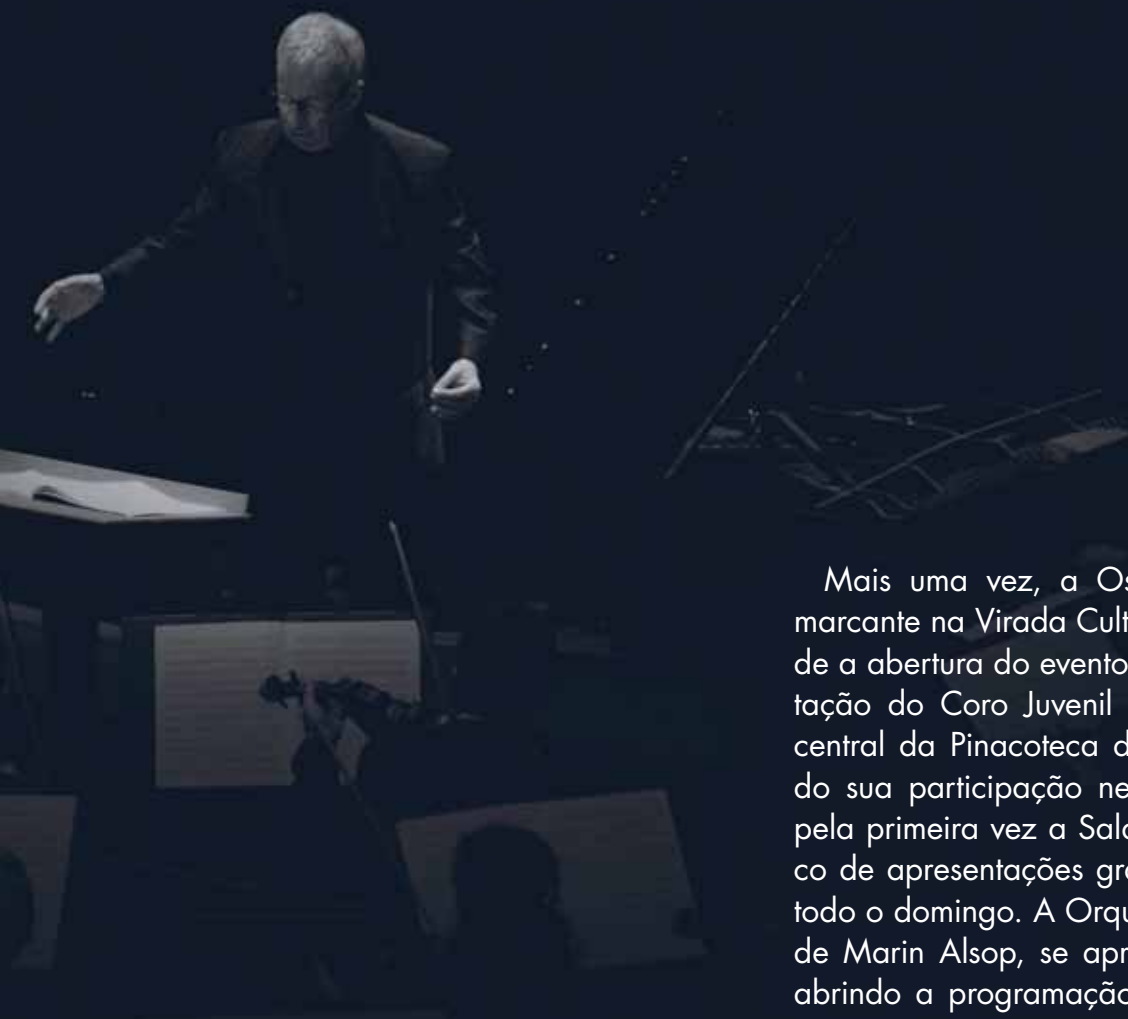 Mais uma vez, a Os
marcante na Virada Cult
de a abertura do evento
tação do Coro Juvenil
central da Pinacoteca d
do sua participação ne
pela primeira vez a Sala
co de apresentações gra
todo o domingo. A Orqu
de Marin Alsop, se apr
abrindo a programação